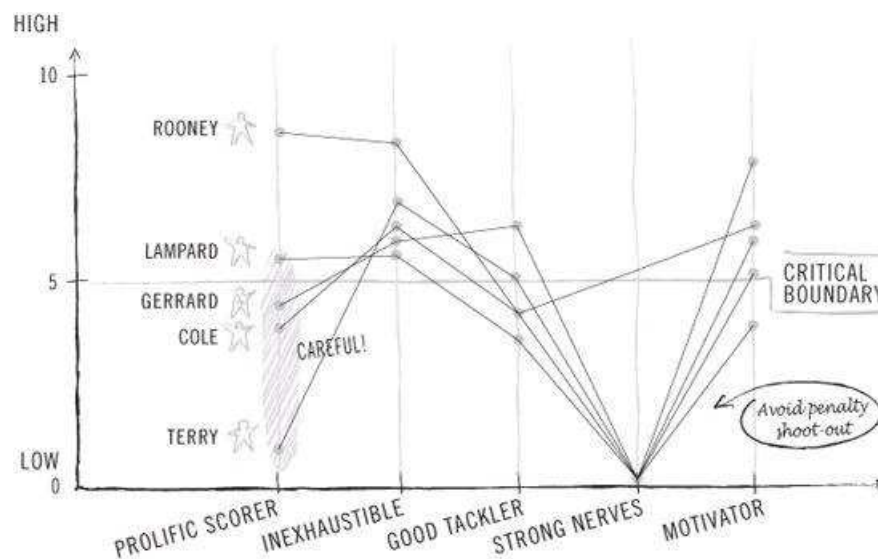 HIGH
10
ROONEY
LAMPARD
5
GERRARD
COLE
CAREFUL!
CRITICAL
BOUNDARY
TERRY
Avoid penalty
shoot-out
LOW
0
PROLIFIC SCORER
INEXHAUSTIBLE
GOOD TACKLER
STRONG NERVES
MOTIVATOR